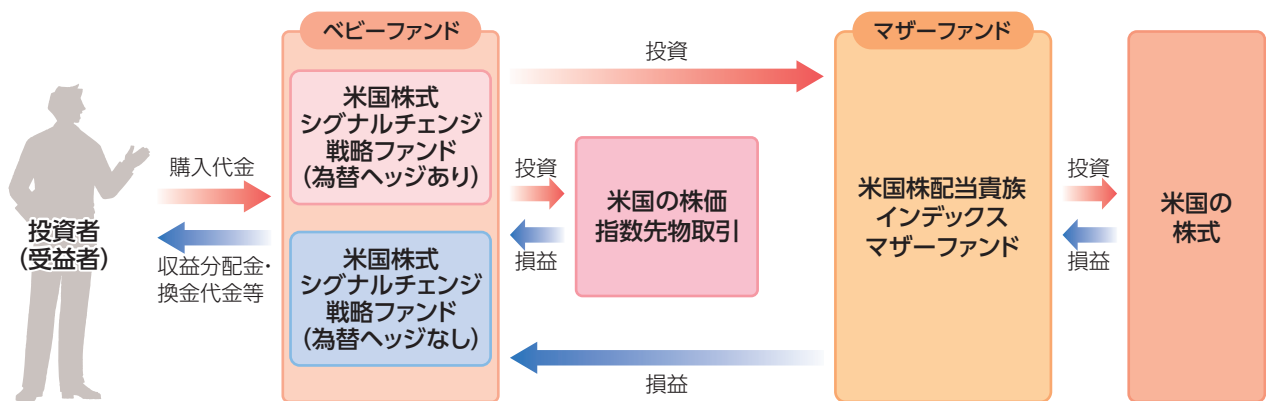 投資者
(受益者)
購入代金
収益分配金・
換金代金等
ベビーファンド
米国株式
シグナルチェンジ
戦略ファンド
(為替ヘッジあり)
米国株式
シグナルチェンジ
戦略ファンド
(為替ヘッジなし)
投資
投資
損益
米国の株価
指数先物取引
損益
マザーファンド
米国株配当貴族
インデックス
マザーファンド
投資
損益
米国の
株式